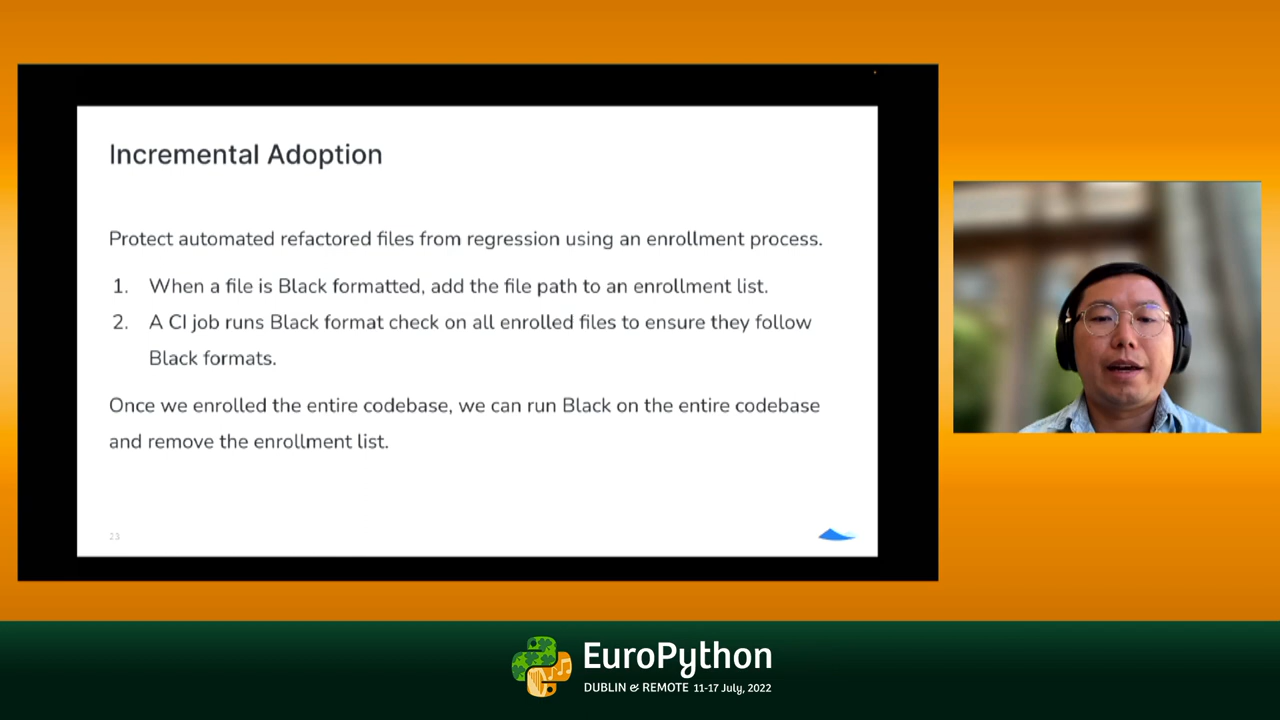 Incremental Adoption
Protect automated refactored files from regression using an enrollment process.
1. When a file is Black formatted, add the file path to an enrollment list.
2. A CI job runs Black format check on all enrolled files to ensure they follow
Black formats.
Once we enrolled the entire codebase, we can run Black on the entire codebase
and remove the enrollment list.
23
EuroPython
DUBLIN & REMOTE 11-17 July, 2022